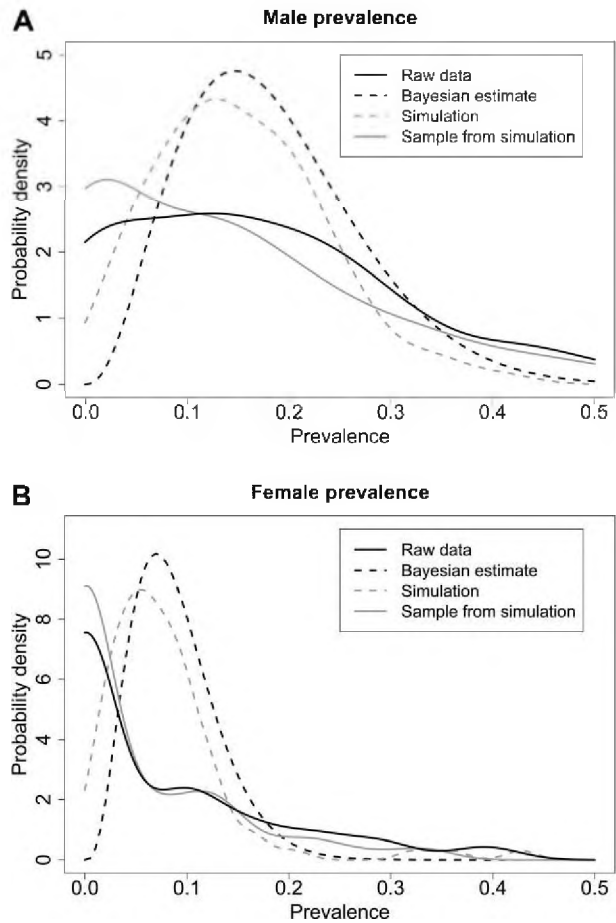 A
Male prevalence
Raw data
Bayesian estimate
Simulation
Sample from simulation
Probability density
5
4
3
2
1
0
0.0 0.1 0.2 0.3 0.4 0.5
Prevalence
B
Female prevalence
Raw data
Bayesian estimate
Simulation
Sample from simulation
Probability density
10
8
6
4
2
0
0.0 0.1 0.2 0.3 0.4 0.5
Prevalence